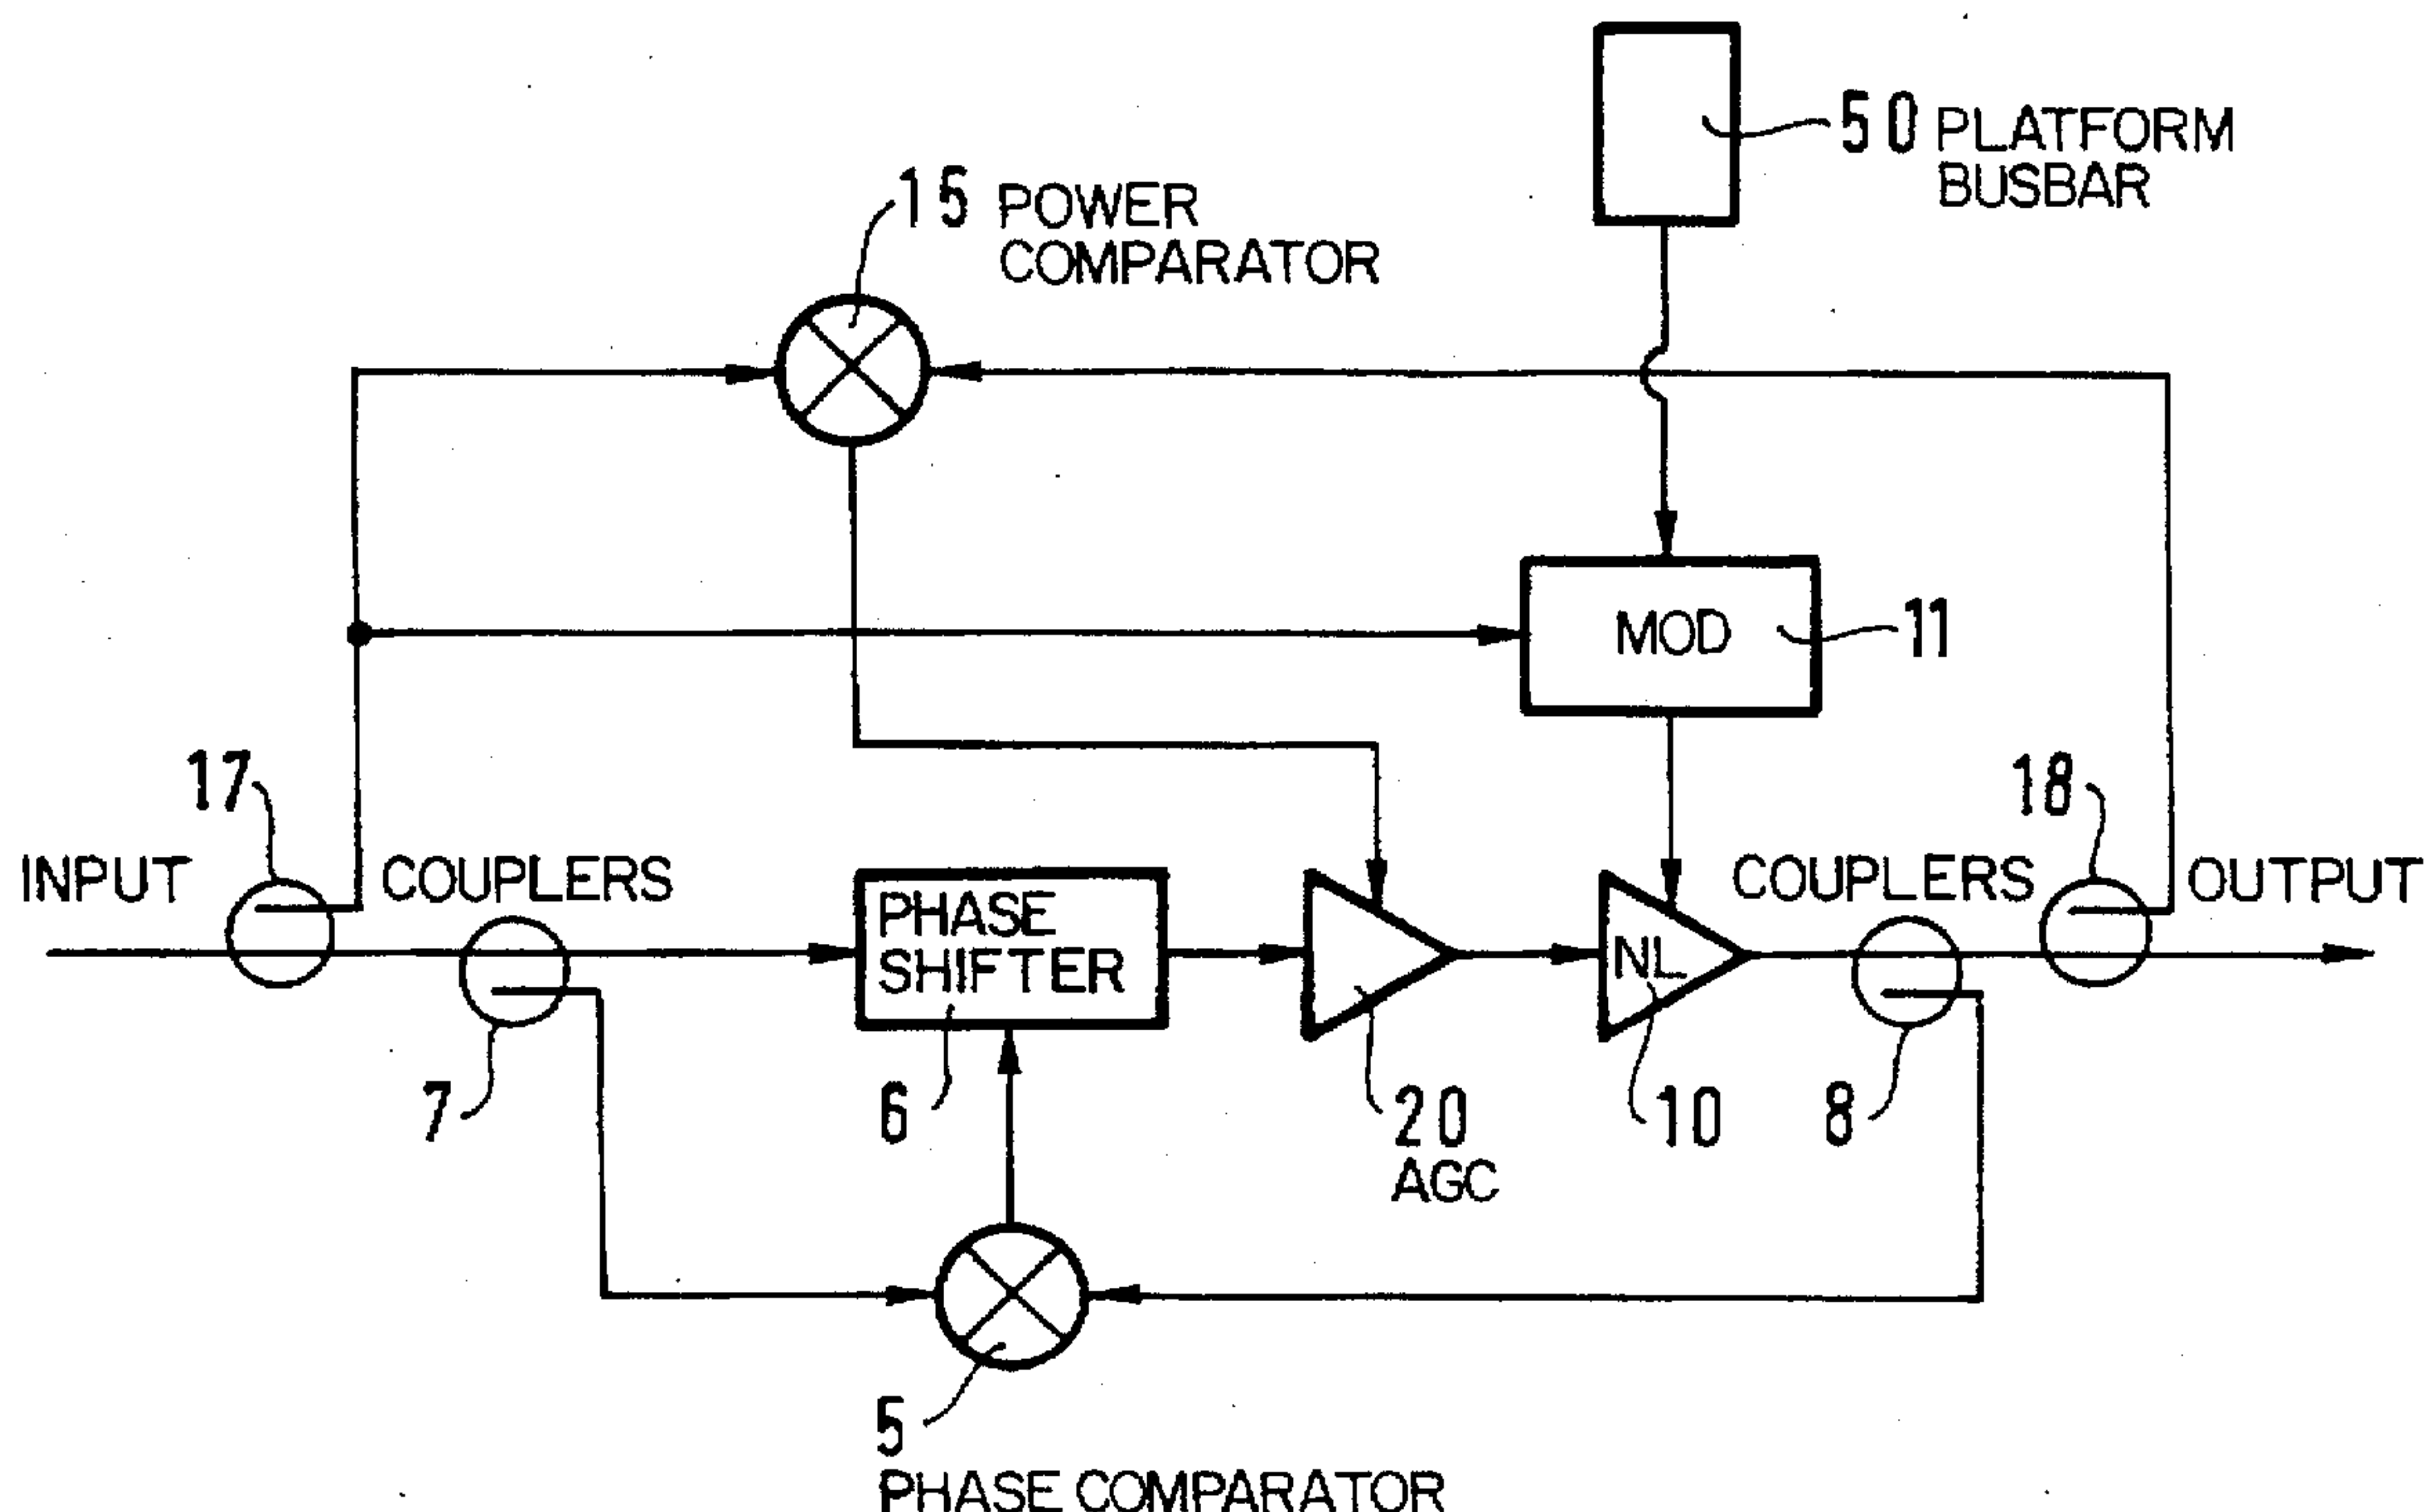 50 PLATFORM
BUSBAR
15 POWER
COMPARATOR
MOD
11
17
18
INPUT
COUPLERS
PHASE
SHIFTER
NL
COUPLERS
OUTPUT
7
6
20
AGC
10
8
5
PHASE COMPARATOR